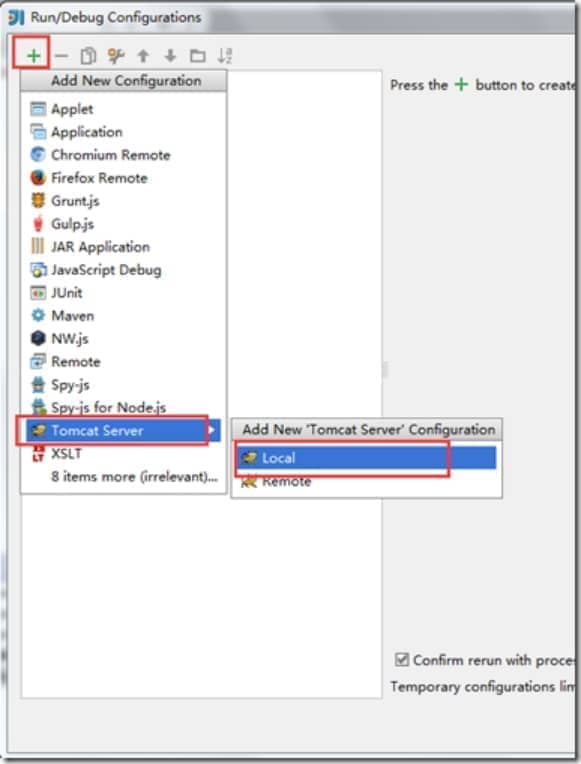 Run/Debug Configurations
Add New Configuration
Press the + button to create
Applet
Application
Chromium Remote
Firefox Remote
Grunt.js
Gulp.js
JAR Application
JavaScript Debug
JUnit
Maven
NW.js
Remote
Spy-js
Spy-js for Node.js
Tomcat Server
Add New 'Tomcat Server' Configuration
XSLT
Local
8 items more (irrelevant)...
Remote
Confirm rerun with proce
Temporary configurations lim